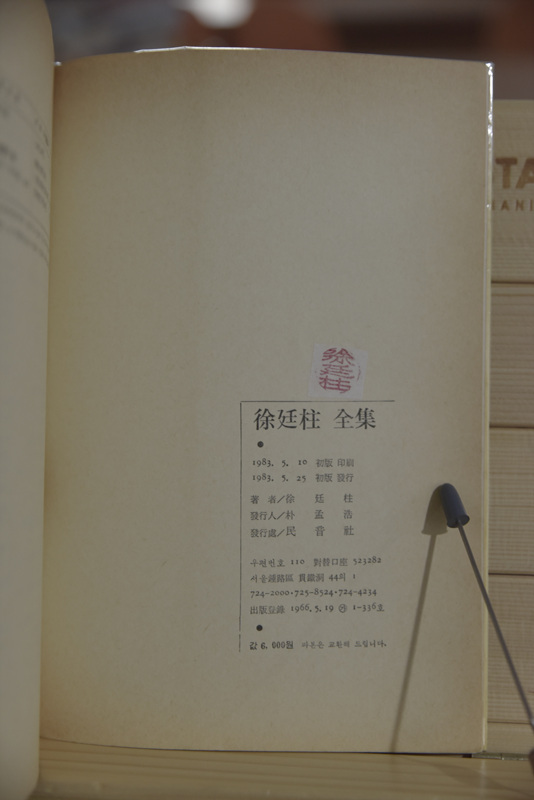 徐廷柱
徐廷柱 全集
●
1983. 5. 10 初版 印刷
1983. 5. 25 初版 發行
著 者/徐 廷 柱
發行人/朴 孟 浩
發行處/民 音 社
우편번호 110 對替口座 523282
서울鍾路區 貫鐵洞 44의 1
724-2000·725-8524·724-4234
出版登錄 1966. 5. 19 ㉮ 1-336호
●
값 6,000원 파본은 교환해 드립니다.
TA